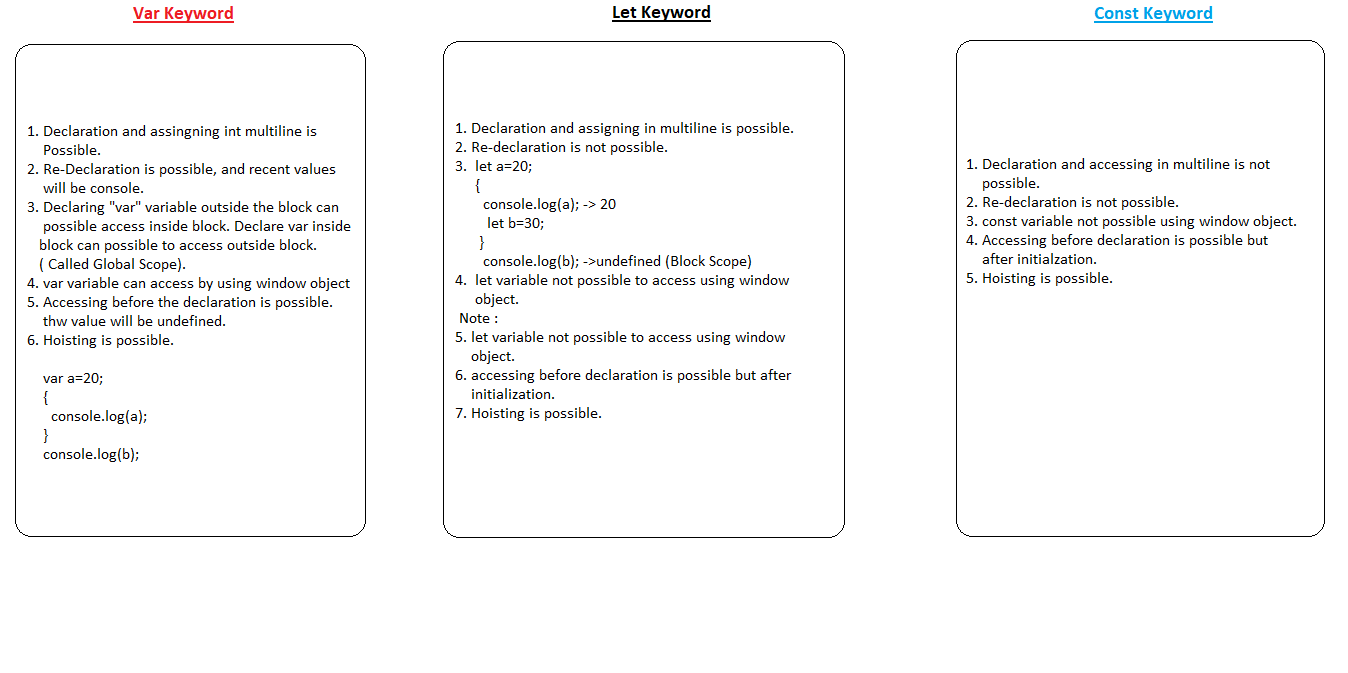 Var Keyword
1. Declaration and assingning int multiline is
Possible.
2. Re-Declaration is possible, and recent values
will be console.
3. Declaring "var" variable outside the block can
possible access inside block. Declare var inside
block can possible to access outside block.
( Called Global Scope).
4. var variable can access by using window object
5. Accessing before the declaration is possible.
thw value will be undefined.
6. Hoisting is possible.
var a=20;
{
console.log(a);
}
console.log(b);
Let Keyword
1. Declaration and assigning in multiline is possible.
2. Re-declaration is not possible.
3. let a=20;
{
console.log(a); -> 20
let b=30;
}
console.log(b); ->undefined (Block Scope)
4. let variable not possible to access using window
object.
Note :
5. let variable not possible to access using window
object.
6. accessing before declaration is possible but after
initialization.
7. Hoisting is possible.
Const Keyword
1. Declaration and accessing in multiline is not
possible.
2. Re-declaration is not possible.
3. const variable not possible using window object.
4. Accessing before declaration is possible but
after initialzation.
5. Hoisting is possible.